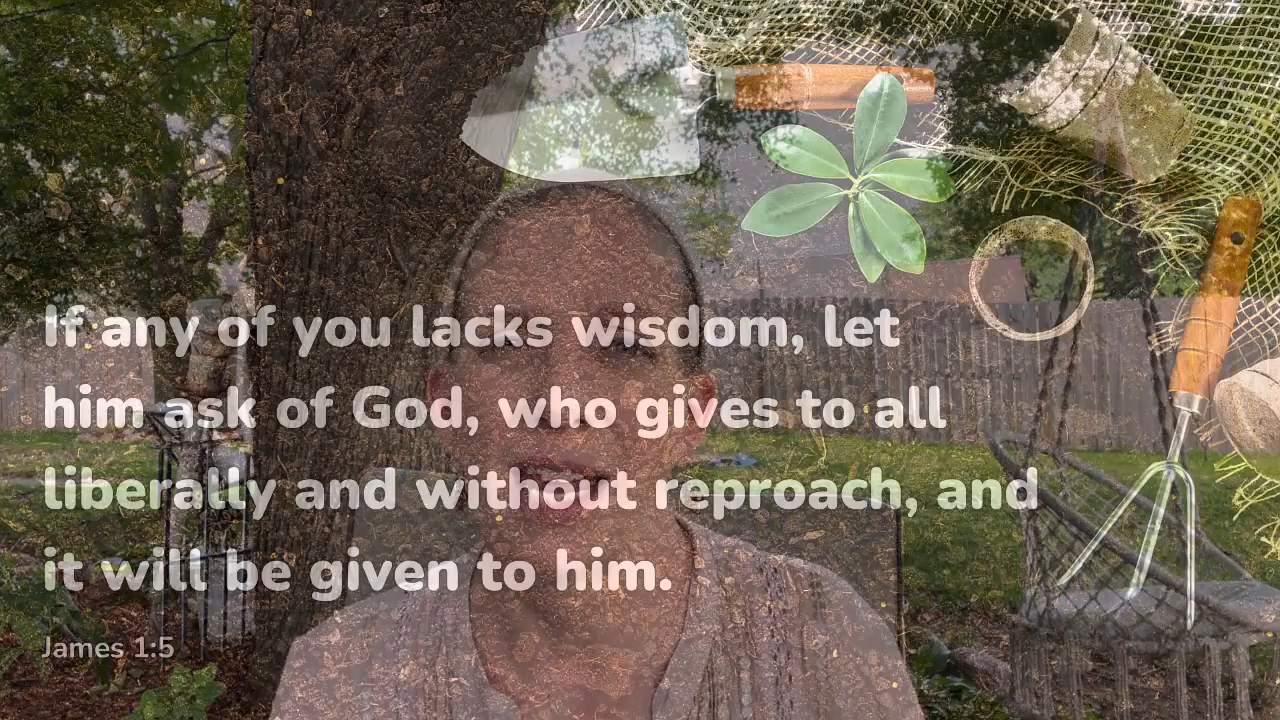 If any of you lacks wisdom, let
him ask of God, who gives to all
liberally and without reproach, and
it will be given to him.
James 1:5